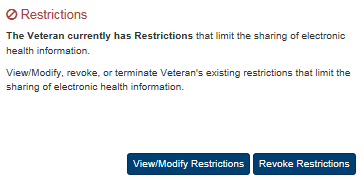 Restrictions
The Veteran currently has Restrictions that limit the sharing of electronic
health information.
View/Modify, revoke, or terminate Veteran's existing restrictions that limit the
sharing of electronic health information.
View/Modify Restrictions Revoke Restrictions